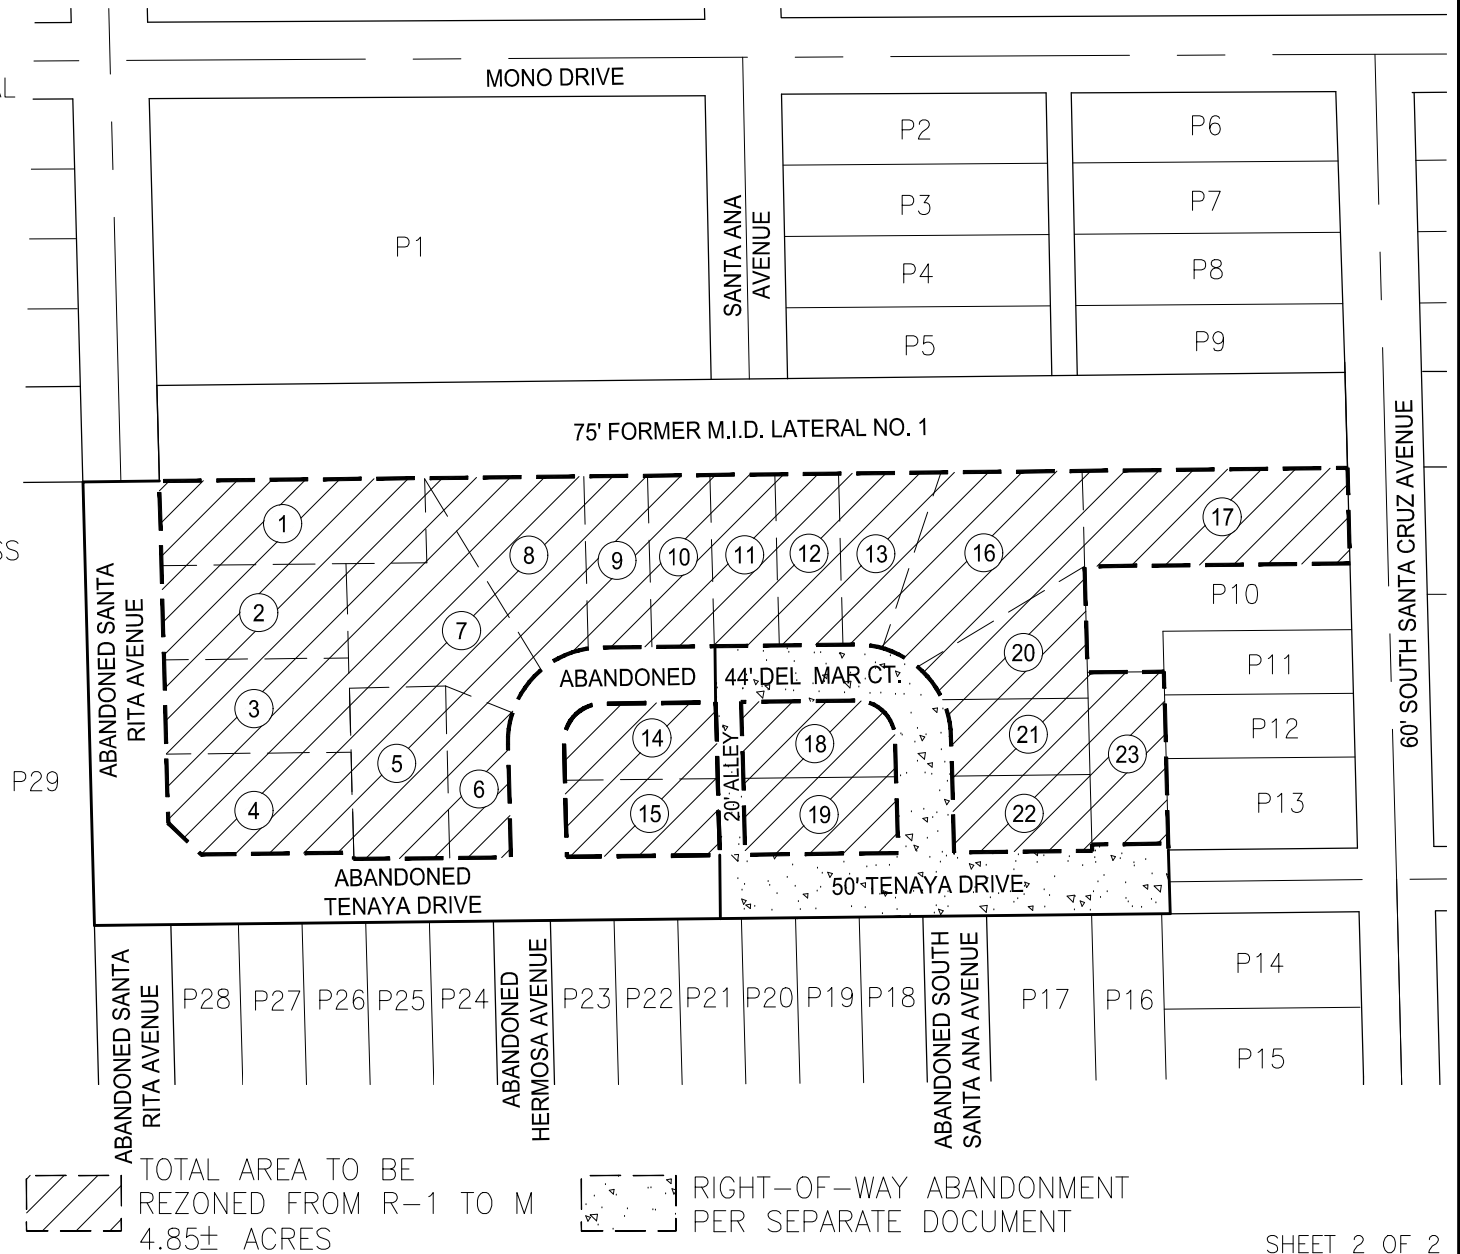 MONO DRIVE
AL
P2
P6
P3
P7
SANTA ANA
AVENUE
P1
P4
P8
P5
P9
75' FORMER M.I.D. LATERAL NO. 1
60' SOUTH SANTA CRUZ AVENUE
1
17
SS
8
9
10
11
12
13
16
ABANDONED SANTA
RITA AVENUE
2
7
P10
20
P11
ABANDONED
44' DEL MAR CT.
3
14
18
21
P12
P29
5
6
20' ALLEY
23
4
15
19
22
P13
ABANDONED
TENAYA DRIVE
50' TENAYA DRIVE
ABANDONED SANTA
RITA AVENUE
P28
P27
P26
P25
P24
ABANDONED
HERMOSA AVENUE
P23
P22
P21
P20
P19
P18
ABANDONED SOUTH
SANTA ANA AVENUE
P17
P16
P14
P15
TOTAL AREA TO BE
REZONED FROM R-1 TO M
4.85± ACRES
RIGHT-OF-WAY ABANDONMENT
PER SEPARATE DOCUMENT
SHEET 2 OF 2